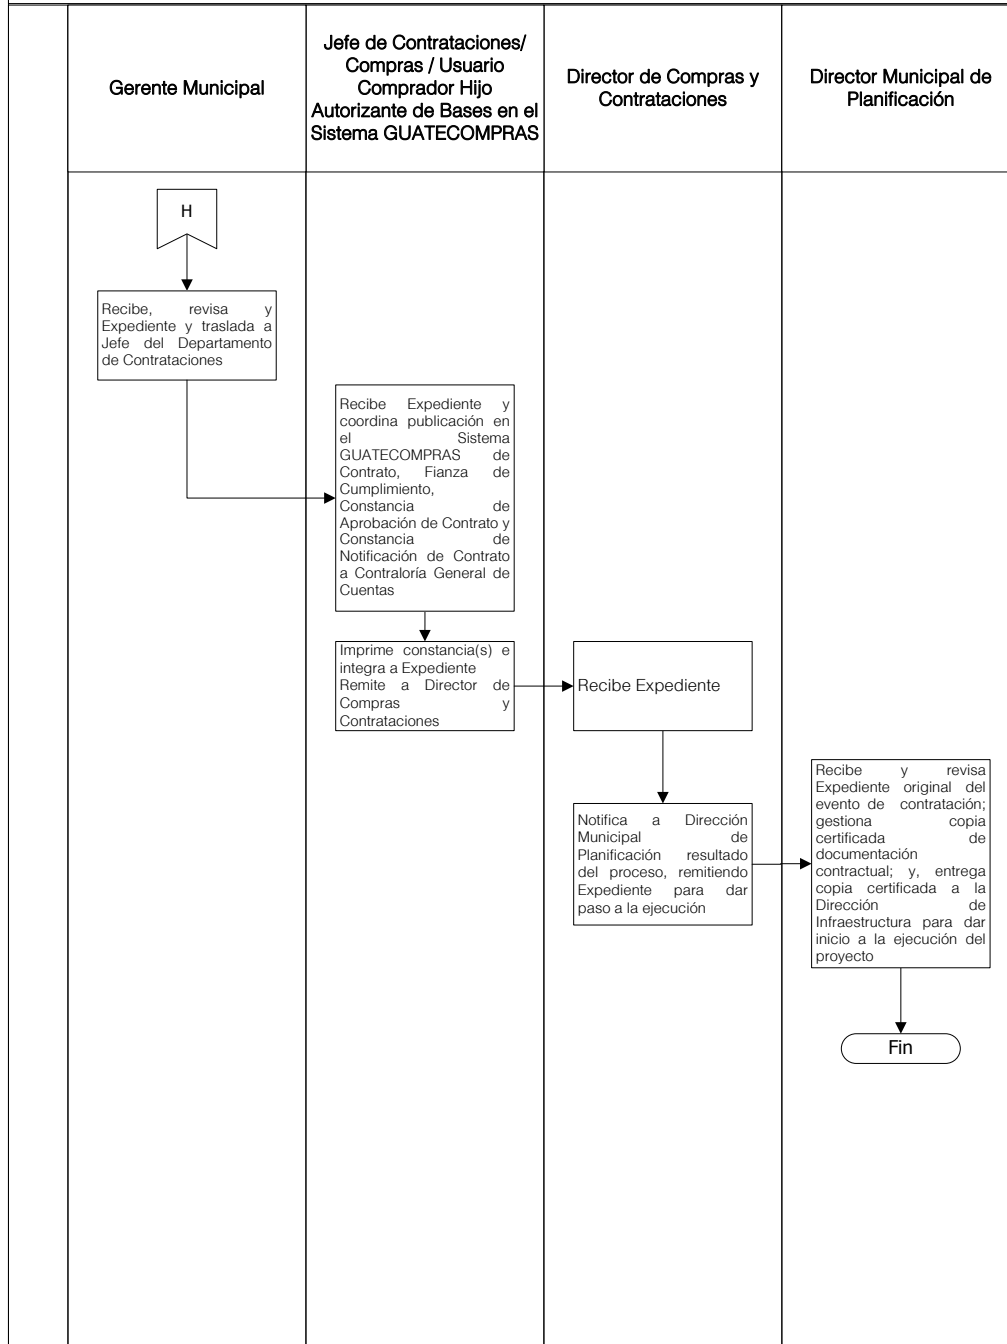 Gerente Municipal
Jefe de Contrataciones/
Compras / Usuario
Comprador Hijo
Autorizante de Bases en el
Sistema GUATECOMPRAS
Director de Compras y
Contrataciones
Director Municipal de
Planificación
H
Recibe, revisa y
Expediente y traslada a
Jefe del Departamento
de Contrataciones
Recibe Expediente y
coordina publicación en
el Sistema
GUATECOMPRAS de
Contrato, Fianza de
Cumplimiento,
Constancia de
Aprobación de Contrato y
Constancia de
Notificación de Contrato
a Contraloría General de
Cuentas
Imprime constancia(s) e
integra a Expediente
Remite a Director de
Compras y
Contrataciones
Recibe Expediente
Notifica a Dirección
Municipal de
Planificación resultado
del proceso, remitiendo
Expediente para dar
paso a la ejecución
Recibe y revisa
Expediente original del
evento de contratación;
gestiona copia
certificada de
documentación
contractual; y, entrega
copia certificada a la
Dirección de
Infraestructura para dar
inicio a la ejecución del
proyecto
Fin